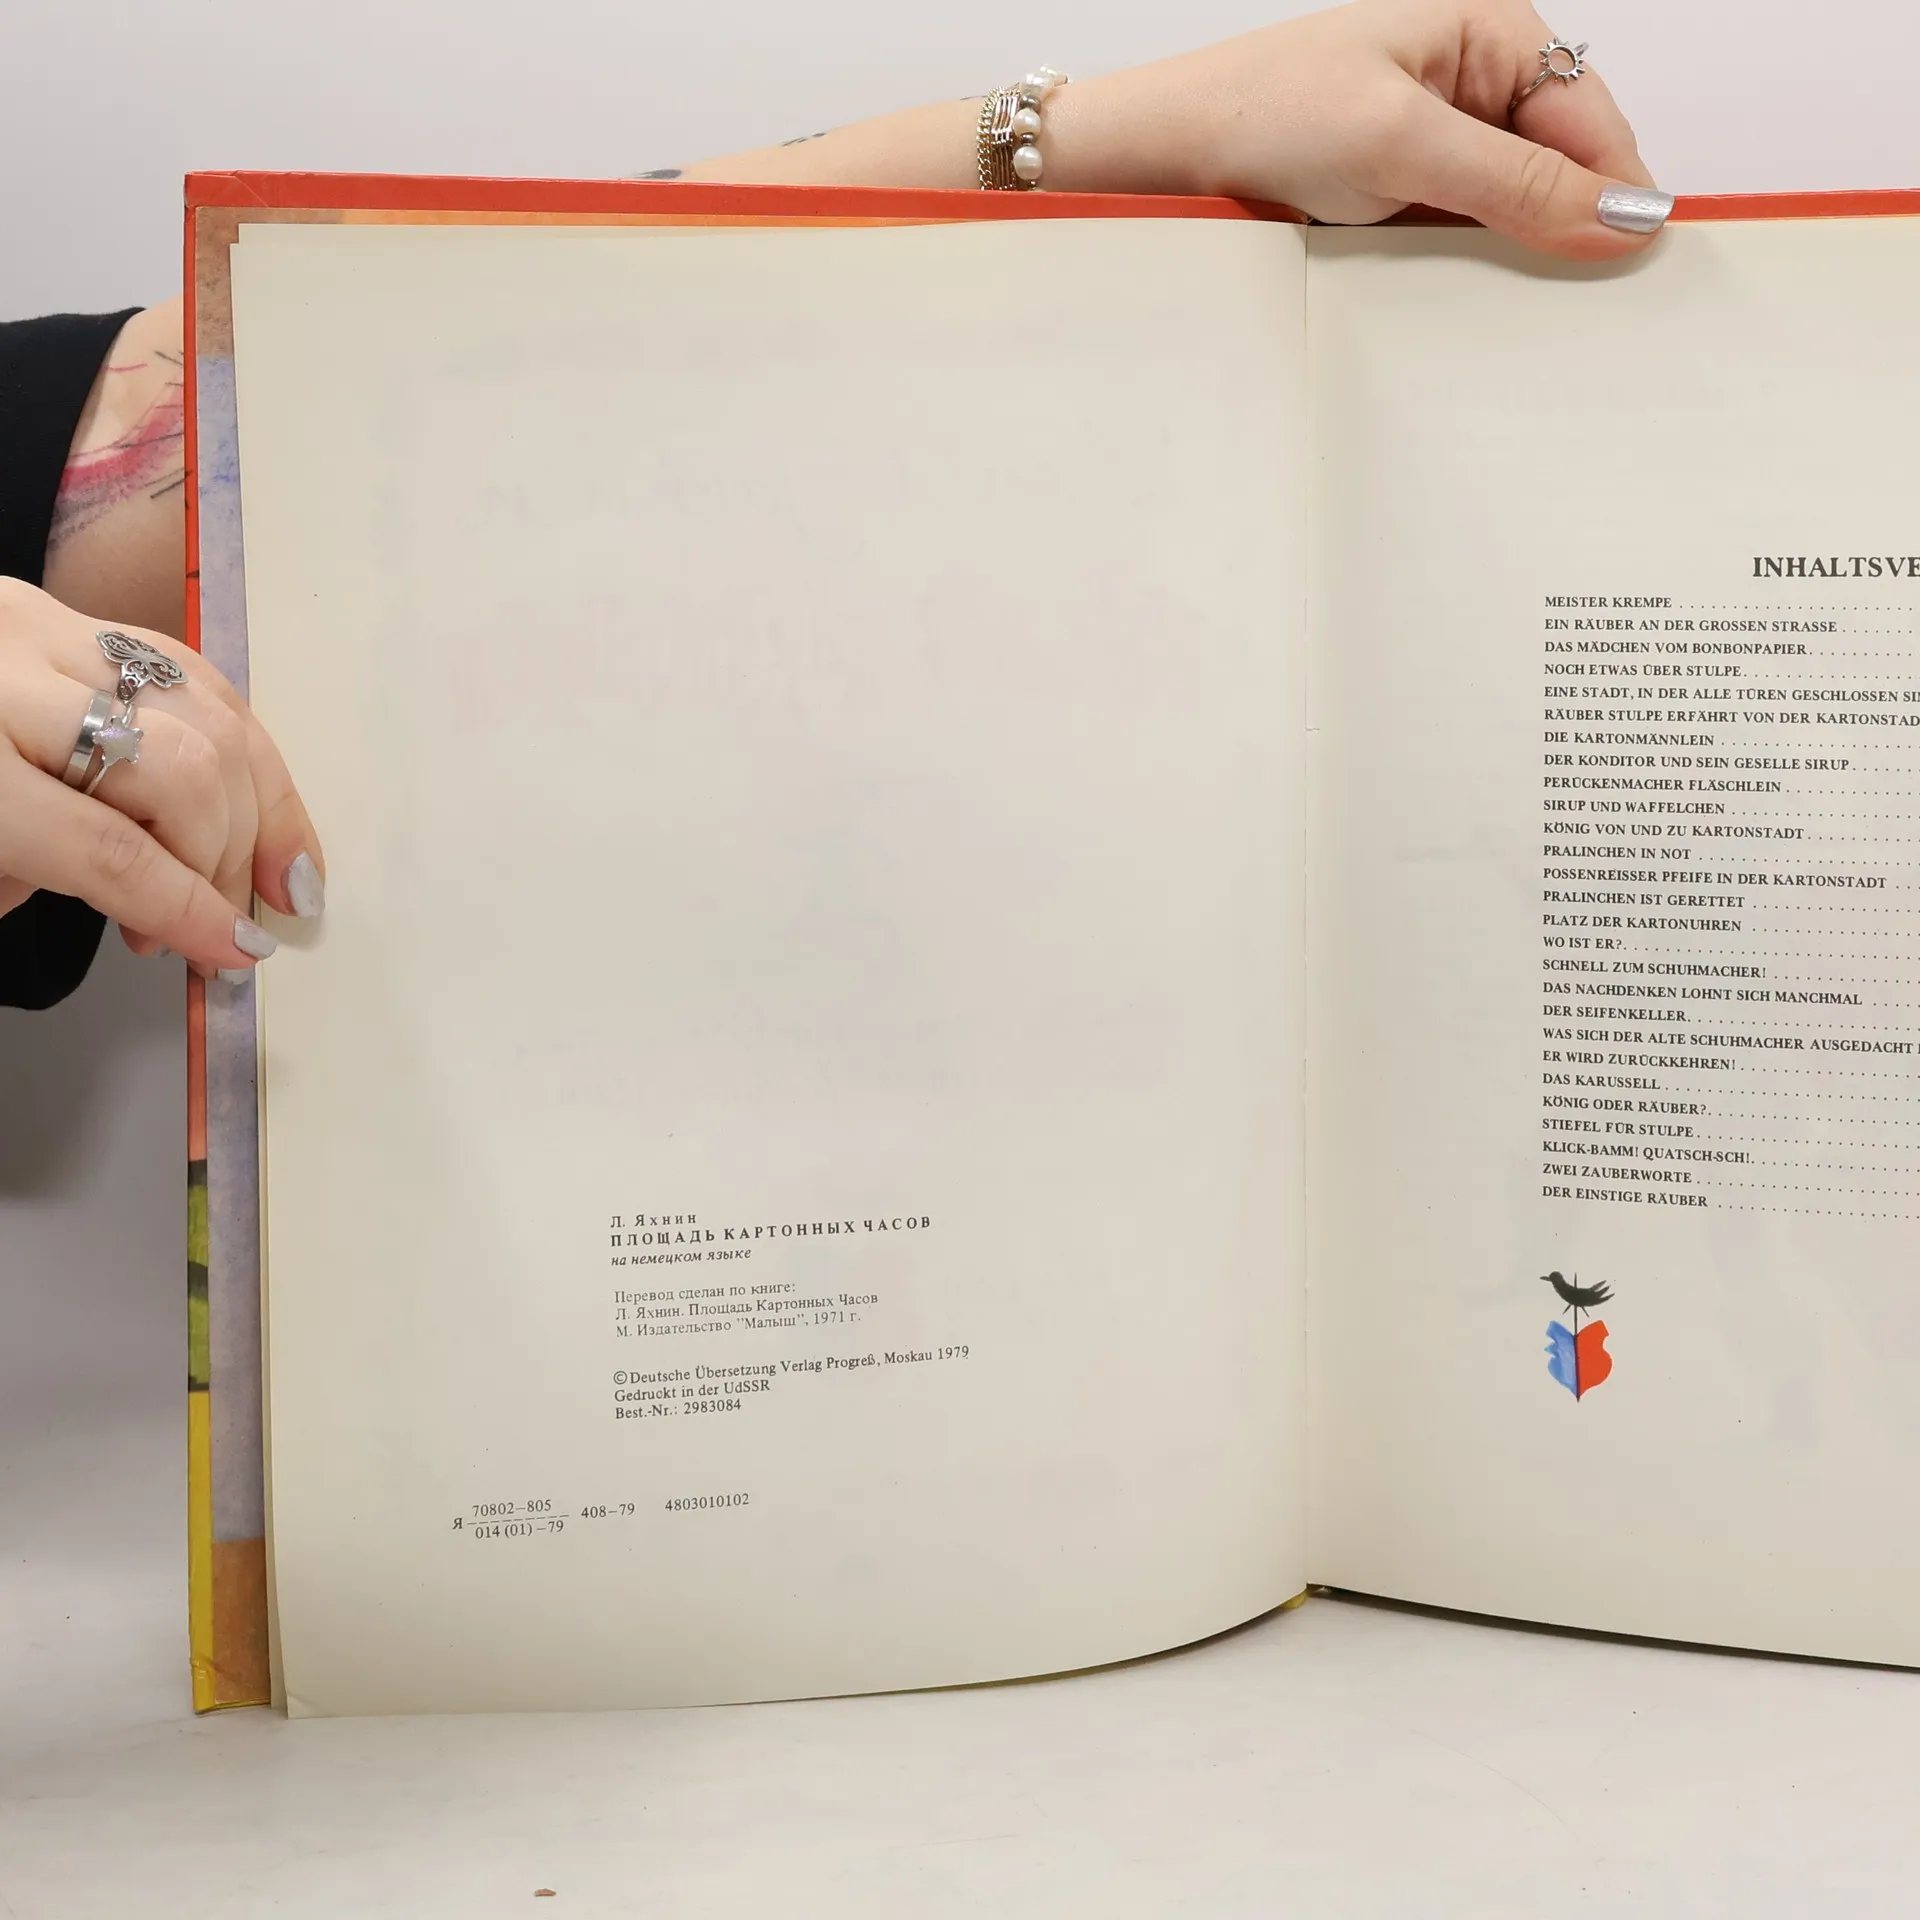 Л. Яхнин
ПЛОЩАДЬ КАРТОННЫХ ЧАСОВ
на немецком языке
Перевод сделан по книге:
Л. Яхнин. Площадь Картонных Часов
М. Издательство "Малыш", 1971 г.
© Deutsche Übersetzung Verlag Progreß, Moskau 1979
Gedruckt in der UdSSR
Best.-Nr.: 2983084
Я 70802–805 408–79 4803010102
014 (01)–79
INHALTSVE
MEISTER KREMPE
EIN RÄUBER AN DER GROSSEN STRASSE
DAS MÄDCHEN VOM BONBONPAPIER
NOCH ETWAS ÜBER STULPE
EINE STADT, IN DER ALLE TÜREN GESCHLOSSEN SIN
RÄUBER STULPE ERFÄHRT VON DER KARTONSTAD
DIE KARTONMÄNNLEIN
DER KONDITOR UND SEIN GESELLE SIRUP
PERÜCKENMACHER FLÄSCHLEIN
SIRUP UND WAFFELCHEN
KÖNIG VON UND ZU KARTONSTADT
PRALINCHEN IN NOT
POSSENREISSER PFEIFE IN DER KARTONSTADT
PRALINCHEN IST GERETTET
PLATZ DER KARTONUHREN
WO IST ER?
SCHNELL ZUM SCHUHMACHER!
DAS NACHDENKEN LOHNT SICH MANCHMAL
DER SEIFENKELLER
WAS SICH DER ALTE SCHUHMACHER AUSGEDACHT
ER WIRD ZURÜCKKEHREN!
DAS KARUSSELL
KÖNIG ODER RÄUBER?
STIEFEL FÜR STULPE
KLICK-BAMM! QUATSCH-SCH!
ZWEI ZAUBERWORTE
DER EINSTIGE RÄUBER